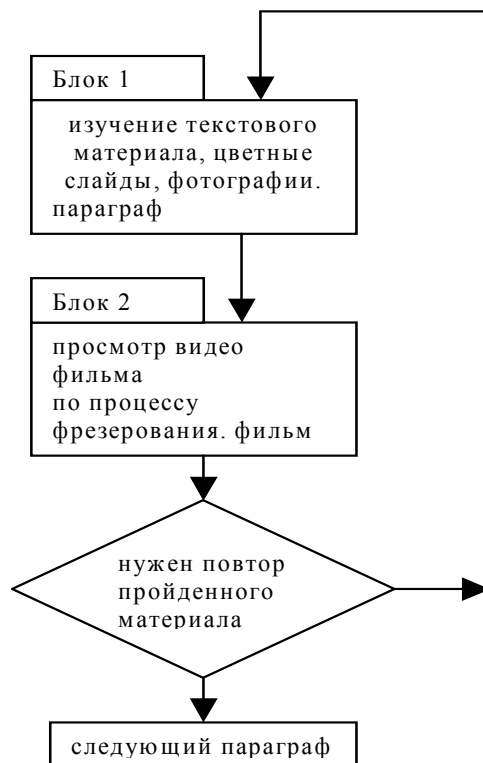 Блок 1
изучение текстового
материала, цветные
слайды, фотографии.
параграф
Блок 2
просмотр видео
фильма
по процессу
фрезерования. фильм
нужен повтор
пройденного
материала
следующий параграф